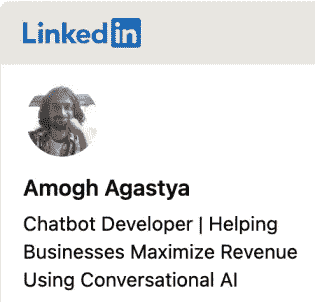 Linkedin
Amogh Agastya
Chatbot Developer | Helping
Businesses Maximize Revenue
Using Conversational AI